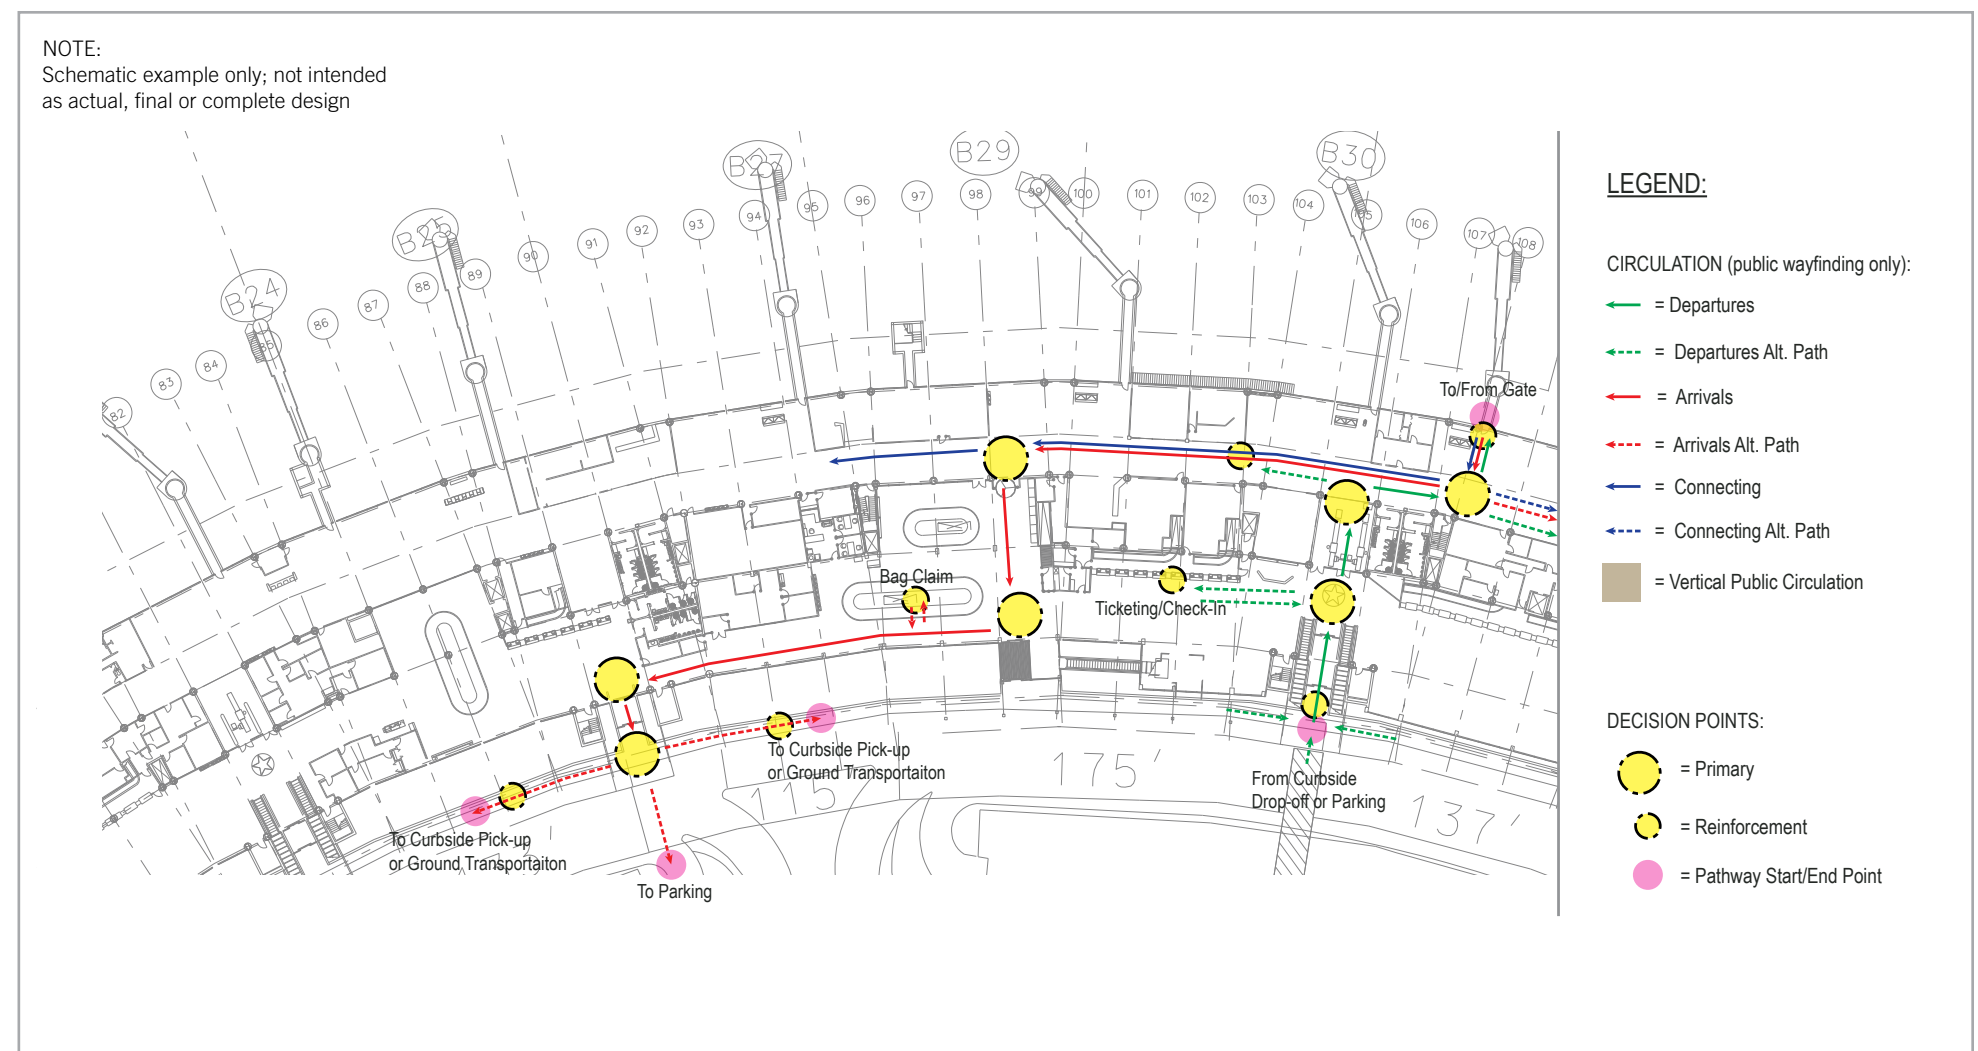 NOTE:
Schematic example only; not intended
as actual, final or complete design
B24
B27
B29
B30
82
83
84
85
86
87
88
89
90
91
92
93
94
95
96
97
98
99
100
101
102
103
104
105
106
107
108
To/From Gate
Bag Claim
Ticketing/Check-In
To Curbside Pick-up
or Ground Transportaiton
To Curbside Pick-up
or Ground Transportaiton
To Parking
From Curbside
Drop-off or Parking
115'
175'
137'
LEGEND:
CIRCULATION (public wayfinding only):
= Departures
= Departures Alt. Path
= Arrivals
= Arrivals Alt. Path
= Connecting
= Connecting Alt. Path
= Vertical Public Circulation
DECISION POINTS:
= Primary
= Reinforcement
= Pathway Start/End Point